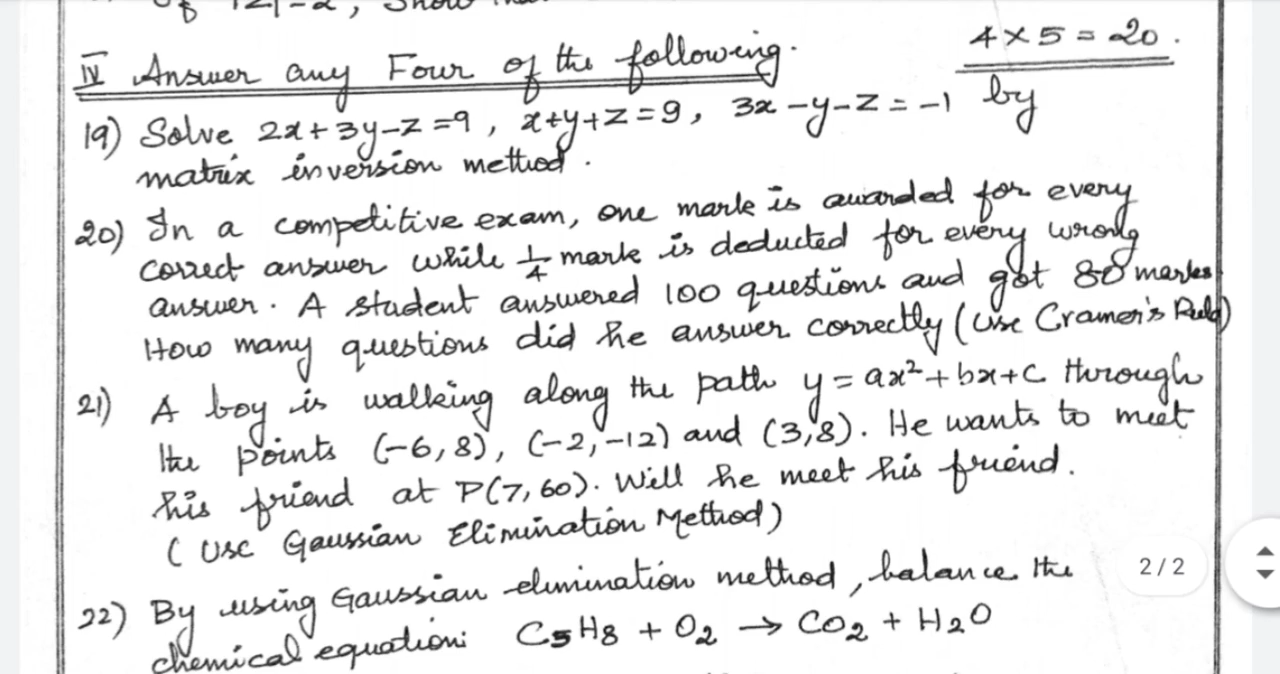 of |z|=2, Show
IV Answer any Four of the following. 4 × 5 = 20.
19) Solve 2x + 3y - z = 9, x + y + z = 9, 3x - y - z = -1 by
matrix inversion method.
20) In a competitive exam, one mark is awarded for every
correct answer while 1/4 mark is deducted for every wrong
answer. A student answered 100 questions and got 80 marks
How many questions did he answer correctly (Use Cramer's Rule)
21) A boy is walking along the path y = ax² + bx + c through
the points (-6, 8), (-2, -12) and (3, 8). He wants to meet
his friend at P(7, 60). Will he meet his friend.
(Use Gaussian Elimination Method)
22) By using Gaussian elimination method, balance the
chemical equation: C5H8 + O2 → CO2 + H2O
2/2